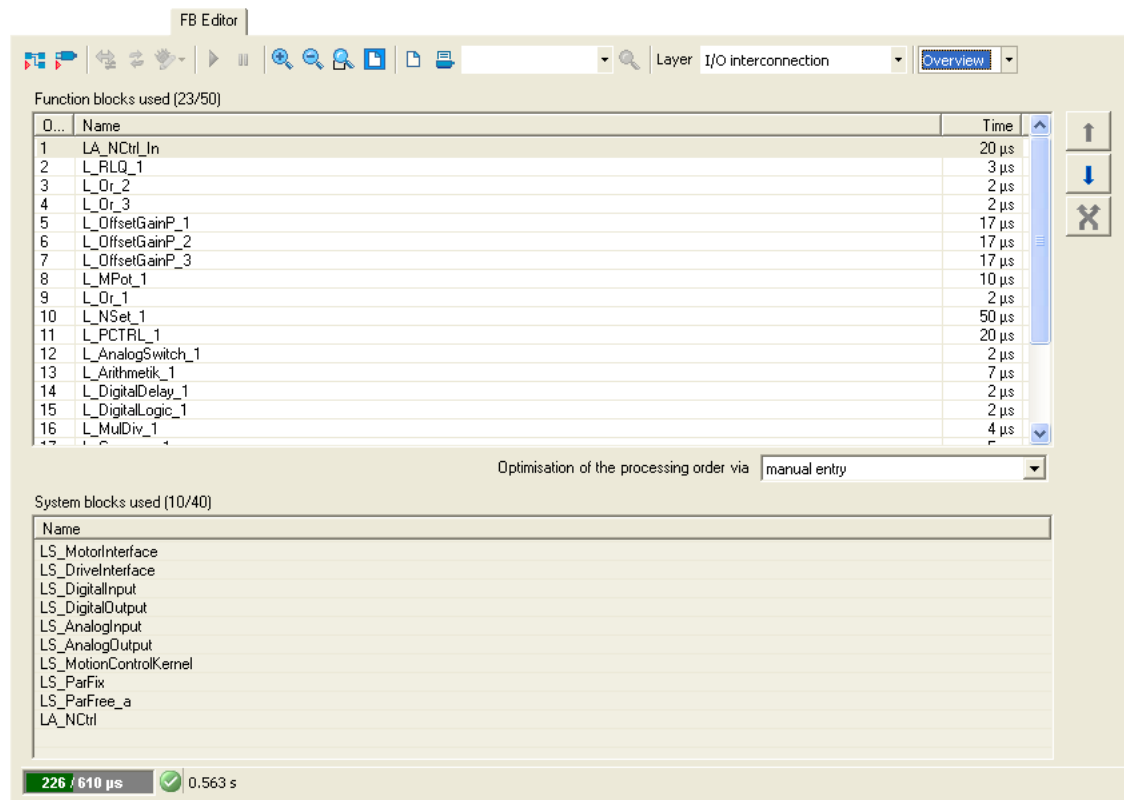 FB Editor
Layer I/O interconnection Overview
Function blocks used (23/50)
O... Name Time
1 LA_NCtrl_In 20 µs
2 L_RLQ_1 3 µs
3 L_Or_2 2 µs
4 L_Or_3 2 µs
5 L_OffsetGainP_1 17 µs
6 L_OffsetGainP_2 17 µs
7 L_OffsetGainP_3 17 µs
8 L_MPot_1 10 µs
9 L_Or_1 2 µs
10 L_NSet_1 50 µs
11 L_PCTRL_1 20 µs
12 L_AnalogSwitch_1 2 µs
13 L_Arithmetik_1 7 µs
14 L_DigitalDelay_1 2 µs
15 L_DigitalLogic_1 2 µs
16 L_MulDiv_1 4 µs
Optimisation of the processing order via manual entry
System blocks used (10/40)
Name
LS_MotorInterface
LS_DriveInterface
LS_DigitalInput
LS_DigitalOutput
LS_AnalogInput
LS_AnalogOutput
LS_MotionControlKernel
LS_ParFix
LS_ParFree_a
LA_NCtrl
226 / 610 µs 0.563 s